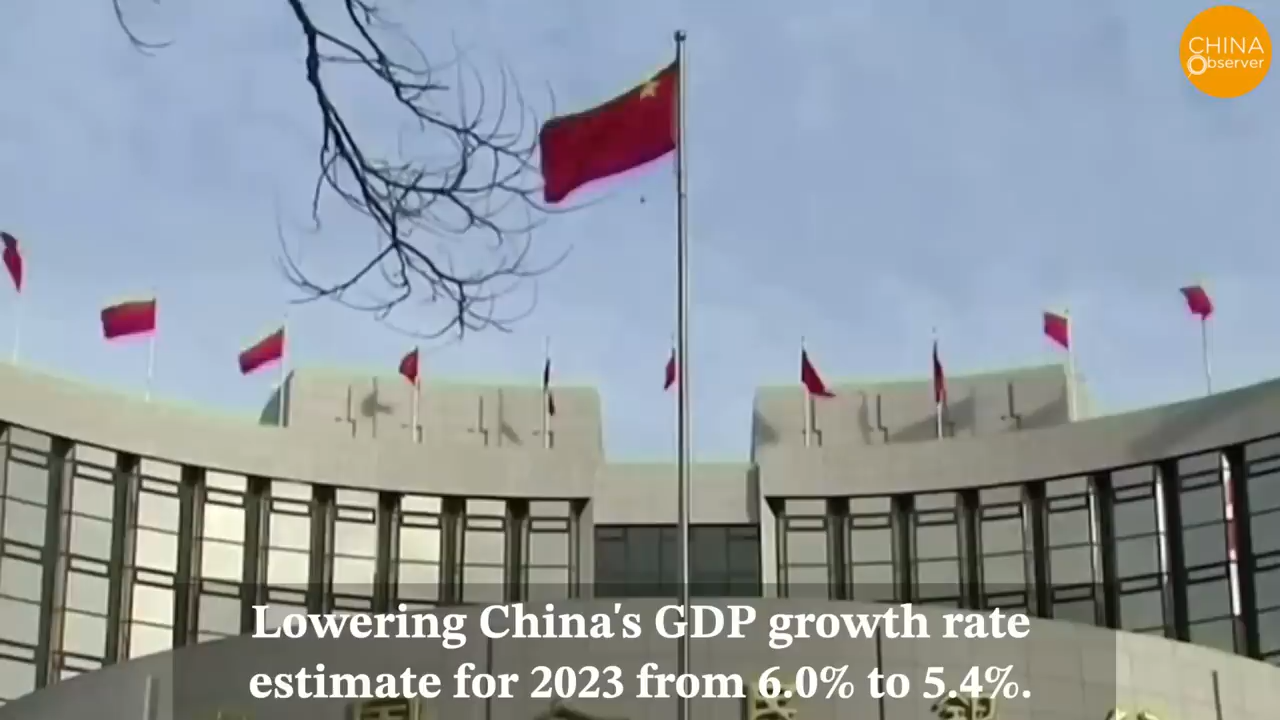 CHINA
Observer
Lowering China's GDP growth rate
estimate for 2023 from 6.0% to 5.4%.